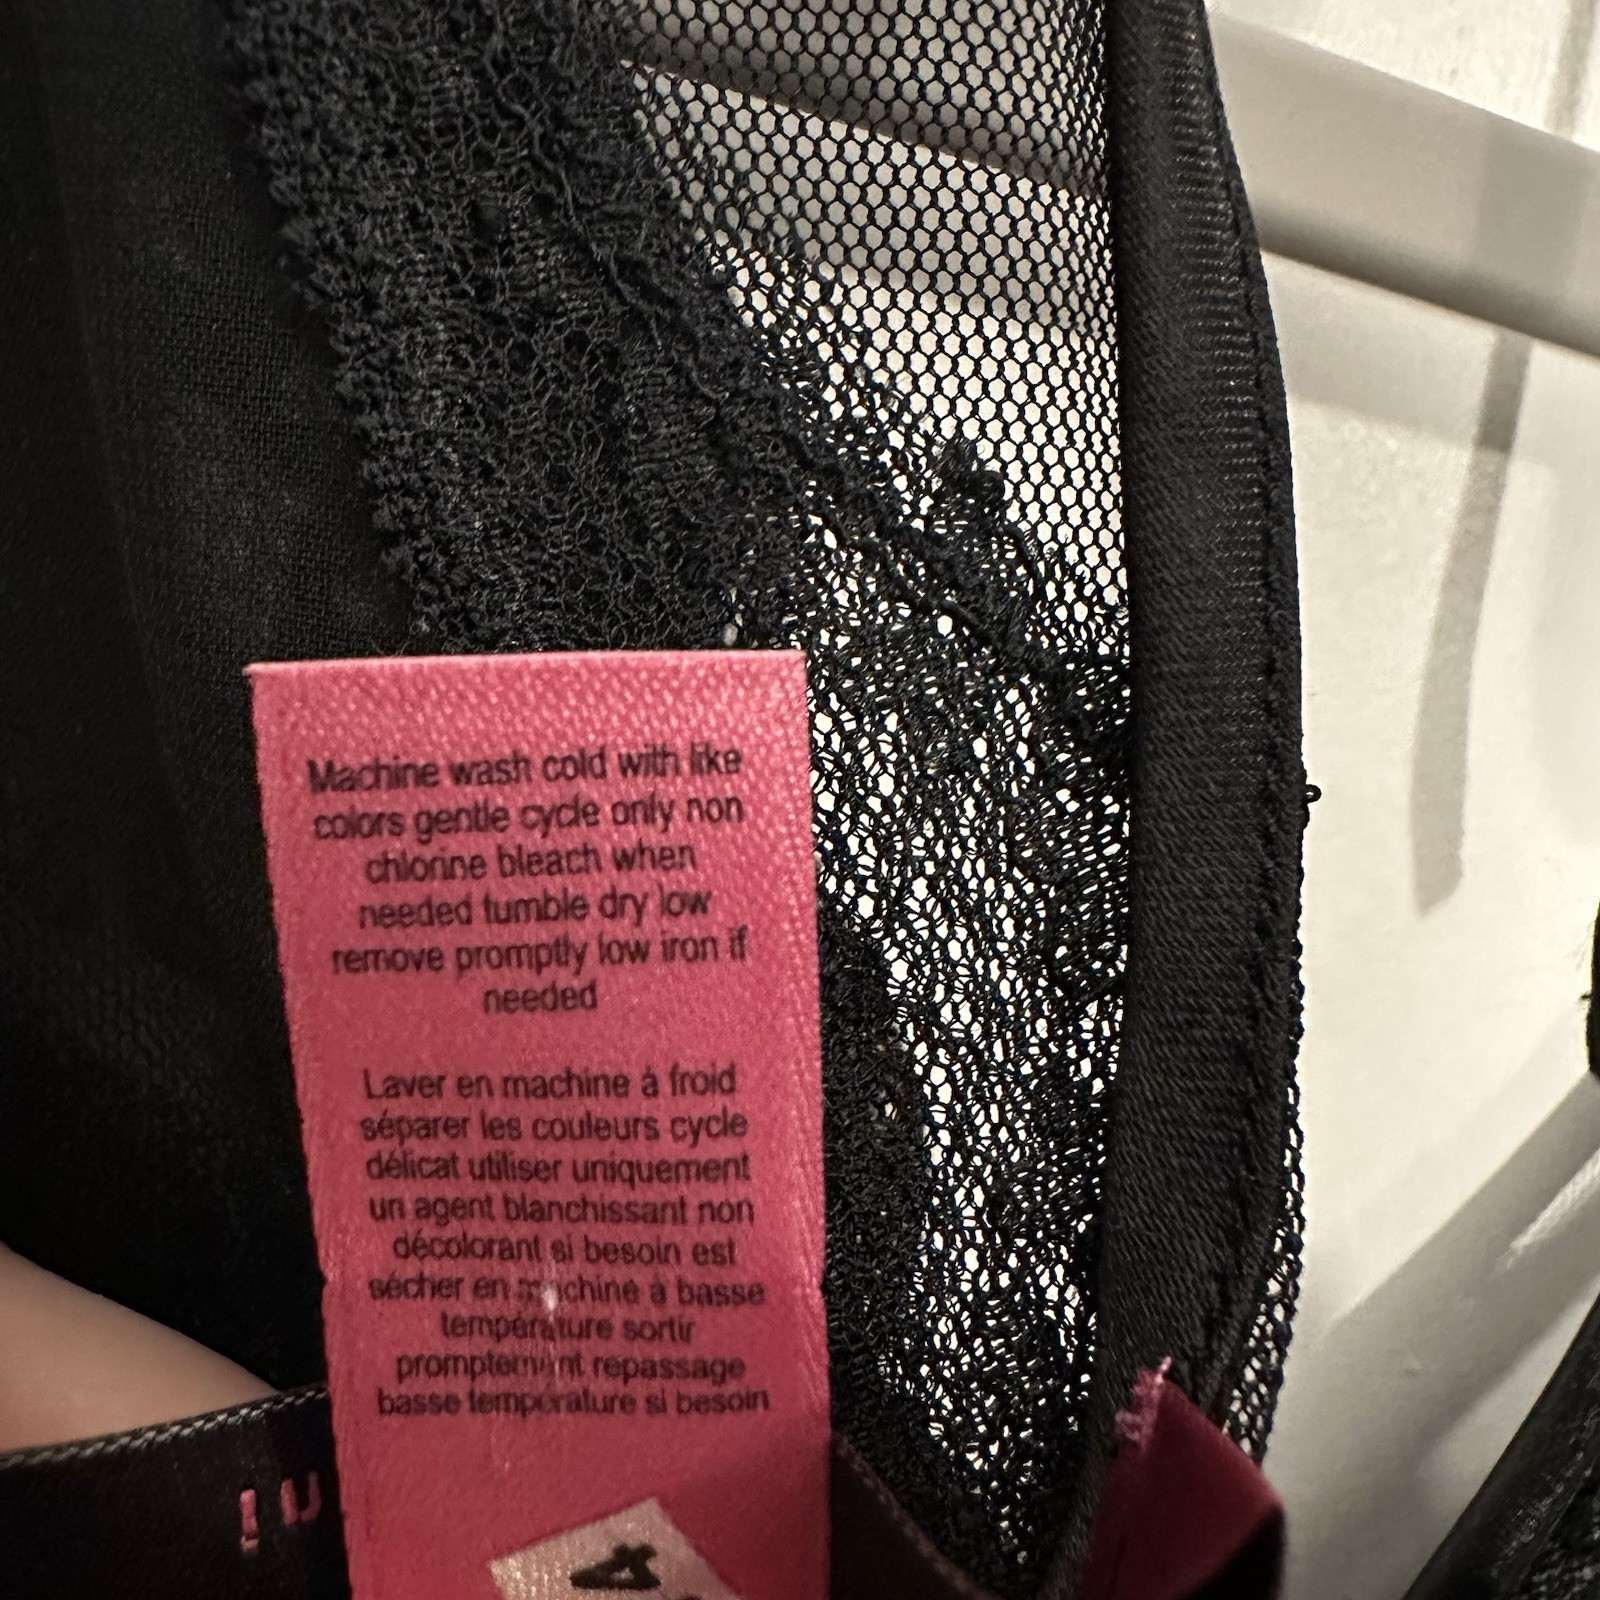 Machine wash cold with like
colors gentle cycle only non
chlorine bleach when
needed tumble dry low
remove promptly low iron if
needed
Laver en machine à froid
séparer les couleurs cycle
délicat utiliser uniquement
un agent blanchissant non
décolorant si besoin est
sécher en machine à basse
température sortir
promptement repassage
basse température si besoin